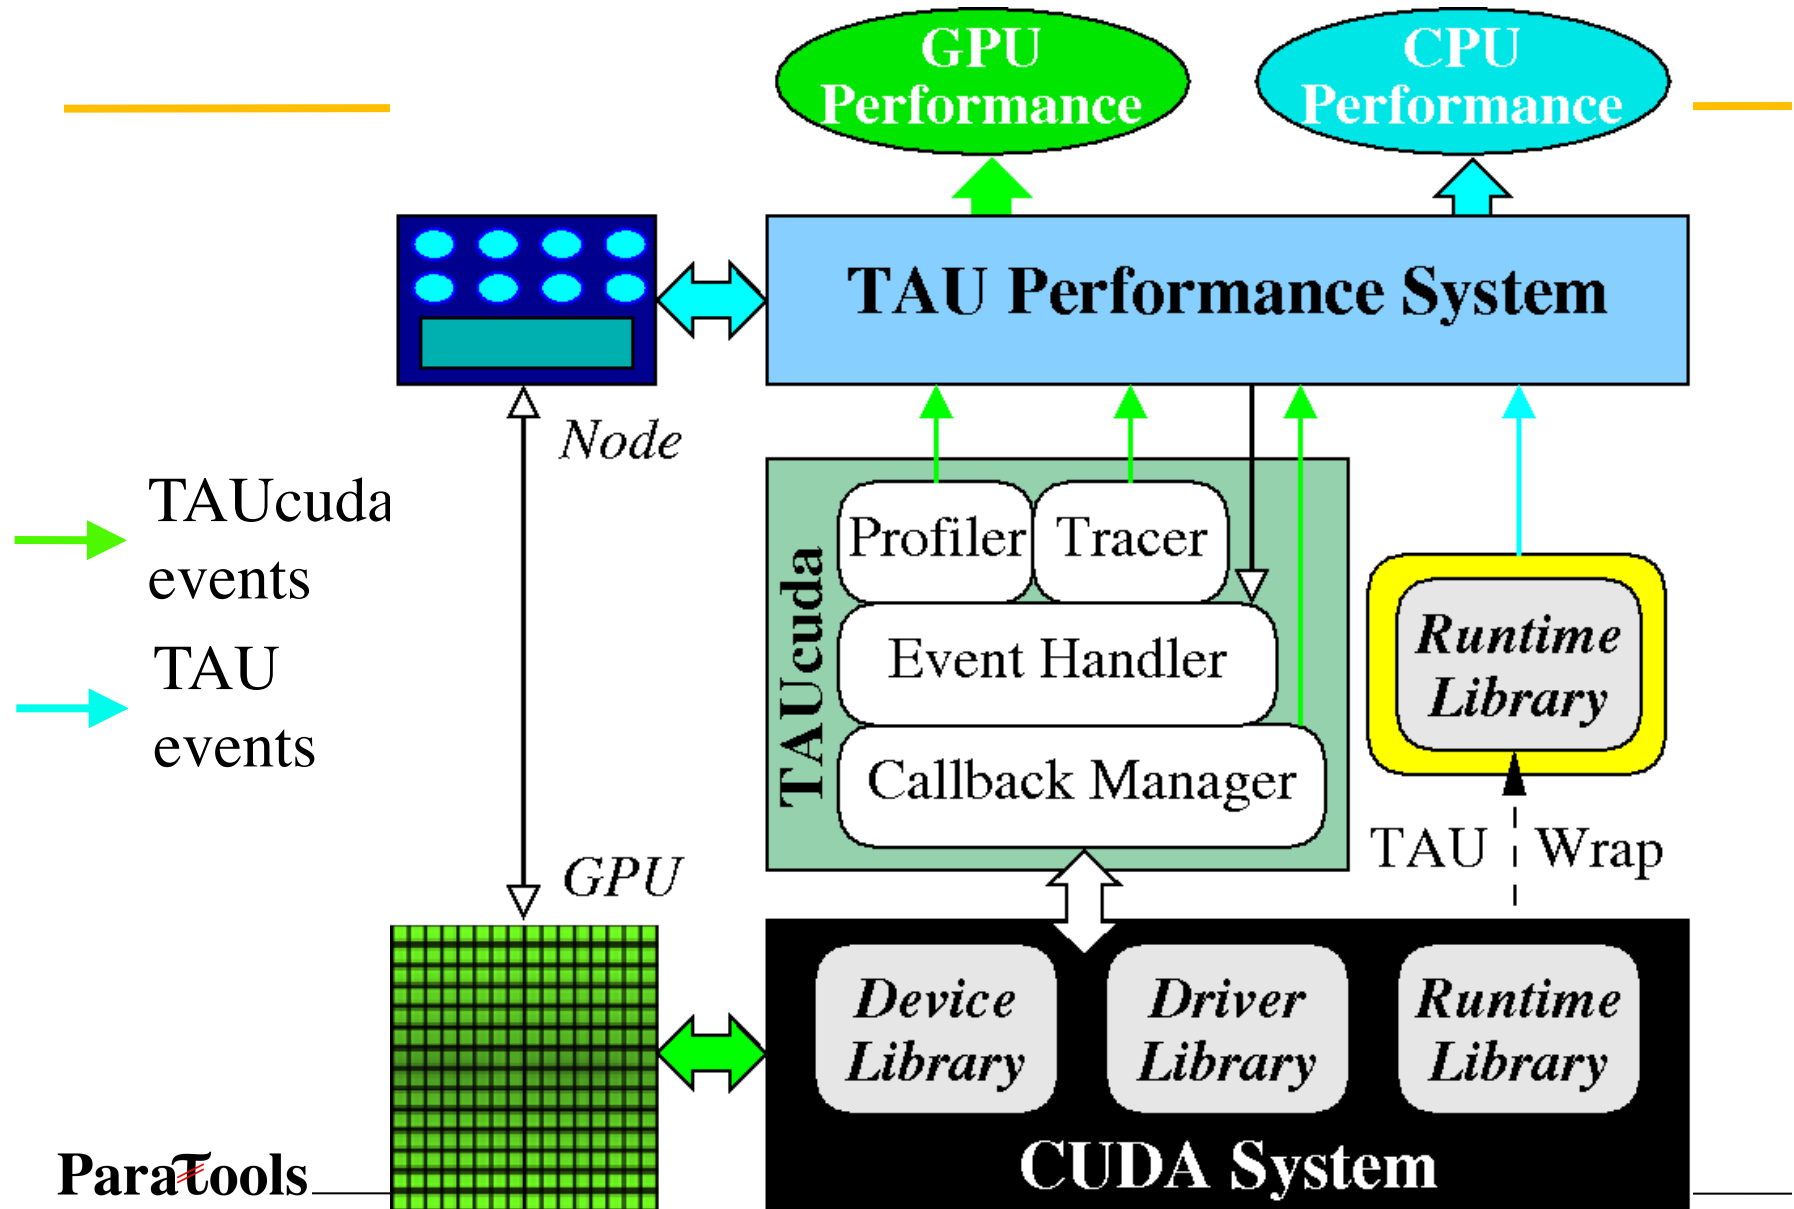 GPU
Performance
CPU
Performance
TAU Performance System
Node
TAUcuda
events
TAU
events
TAUcuda
Profiler
Tracer
Event Handler
Callback Manager
Runtime
Library
TAU Wrap
GPU
Device
Library
Driver
Library
Runtime
Library
CUDA System
ParaTools